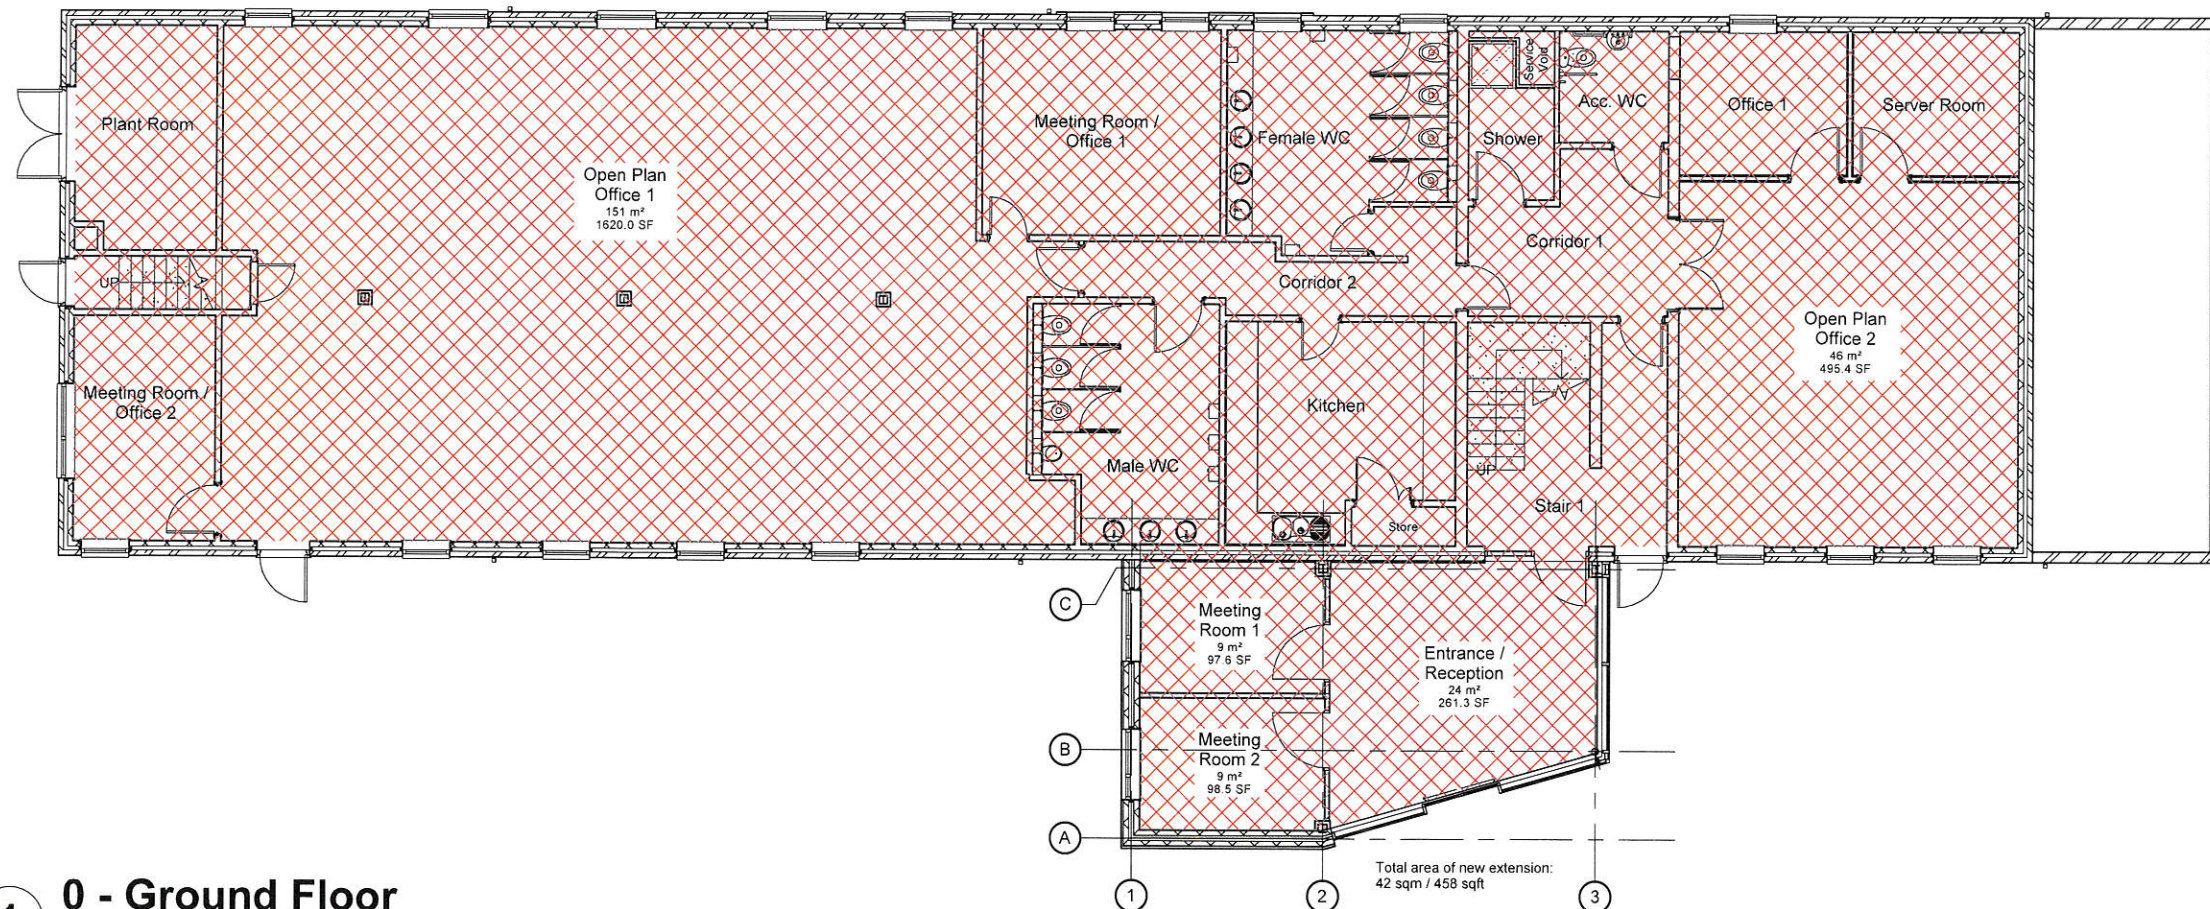 Plant Room
Open Plan
Office 1
151 m²
1620.0 SF
Meeting Room /
Office 1
Female WC
Service
Void
Shower
Acc. WC
Office 1
Server Room
UP
Corridor 1
Corridor 2
Meeting Room /
Office 2
Male WC
Kitchen
Store
UP
Stair 1
Open Plan
Office 2
46 m²
495.4 SF
C
Meeting
Room 1
9 m²
97.6 SF
Entrance /
Reception
24 m²
261.3 SF
B
Meeting
Room 2
9 m²
98.5 SF
A
Total area of new extension:
42 sqm / 458 sqft
1
2
3
1
0 - Ground Floor